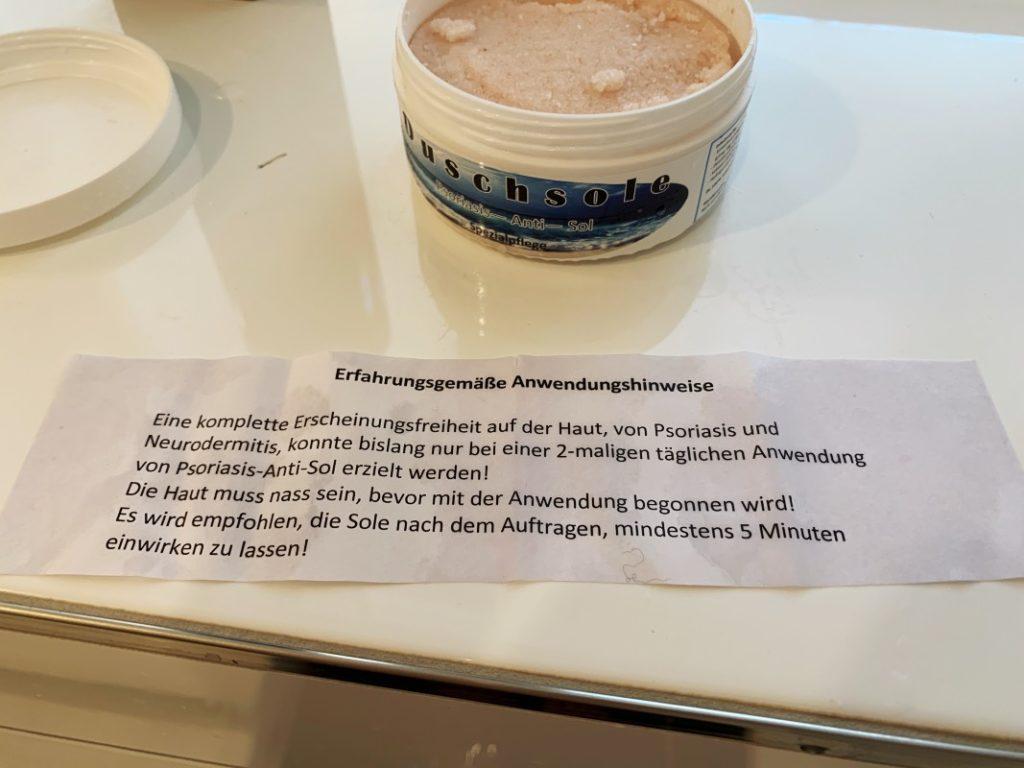 Duschsole
Psoriasis—Anti—Sol
Spezialpflege
Erfahrungsgemäße Anwendungshinweise
Eine komplette Erscheinungsfreiheit auf der Haut, von Psoriasis und
Neurodermitis, konnte bislang nur bei einer 2-maligen täglichen Anwendung
von Psoriasis-Anti-Sol erzielt werden!
Die Haut muss nass sein, bevor mit der Anwendung begonnen wird!
Es wird empfohlen, die Sole nach dem Auftragen, mindestens 5 Minuten
einwirken zu lassen!